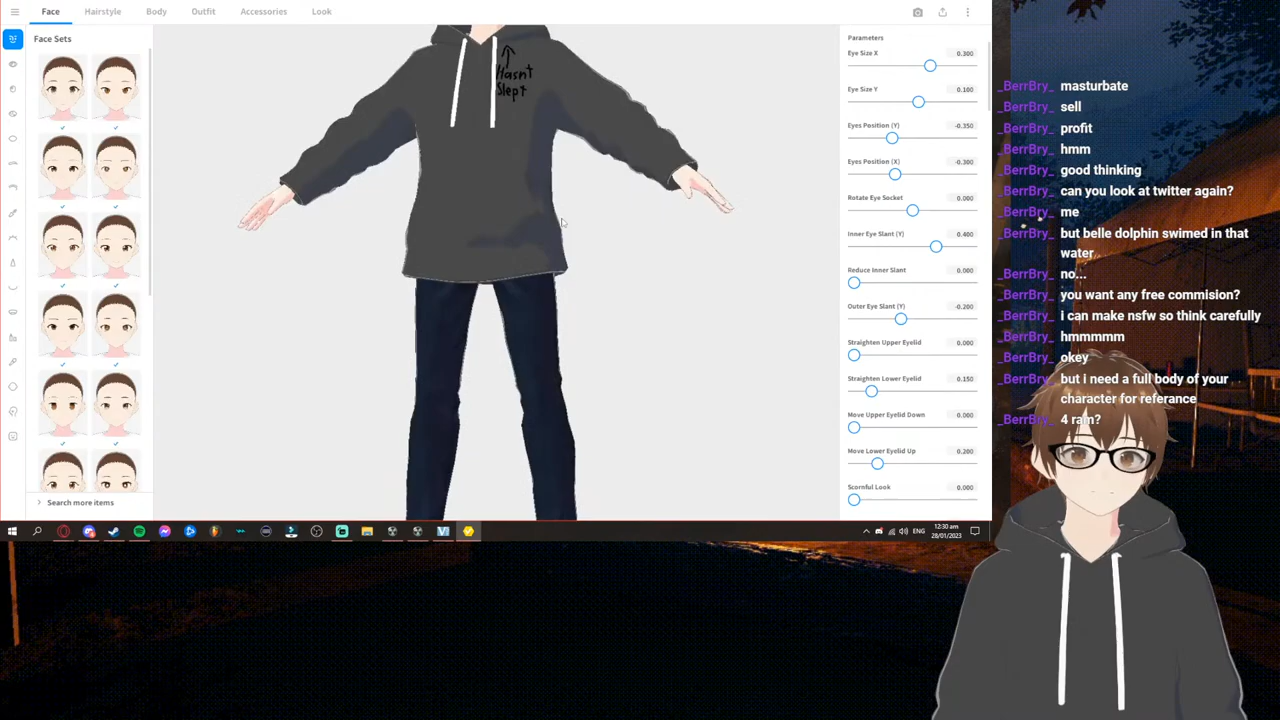 Face Hairstyle Body Outfit Accessories Look
Face Sets
Search more items
Hasn't
Slept
Parameters
Eye Size X 0.300
Eye Size Y 0.100
Eyes Position (Y) -0.350
Eyes Position (X) -0.300
Rotate Eye Socket 0.000
Inner Eye Slant (Y) 0.400
Reduce Inner Slant 0.000
Outer Eye Slant (Y) -0.200
Straighten Upper Eyelid 0.000
Straighten Lower Eyelid 0.150
Move Upper Eyelid Down 0.000
Move Lower Eyelid Up 0.200
Scornful Look 0.000
ENG
12:30 am
28/01/2023
_BerrBry_ masturbate
_BerrBry_ sell
_BerrBry_ profit
_BerrBry_ hmm
_BerrBry_ good thinking
_BerrBry_ can you look at twitter again?
_BerrBry_ me
_BerrBry_ but belle dolphin swimed in that
water
_BerrBry_ no...
_BerrBry_ you want any free commision?
_BerrBry_ i can make nsfw so think carefully
_BerrBry_ hmmmmm
_BerrBry_ okey
_BerrBry_ but i need a full body of your
character for referance
_BerrBry_ 4 ram?